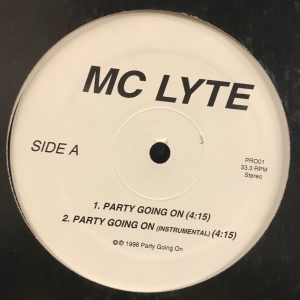 MC LYTE
SIDE A
PRO01
33.3 RPM
Stereo
1. PARTY GOING ON (4:15)
2. PARTY GOING ON (INSTRUMENTAL) (4:15)
©℗ 1998 Party Going On